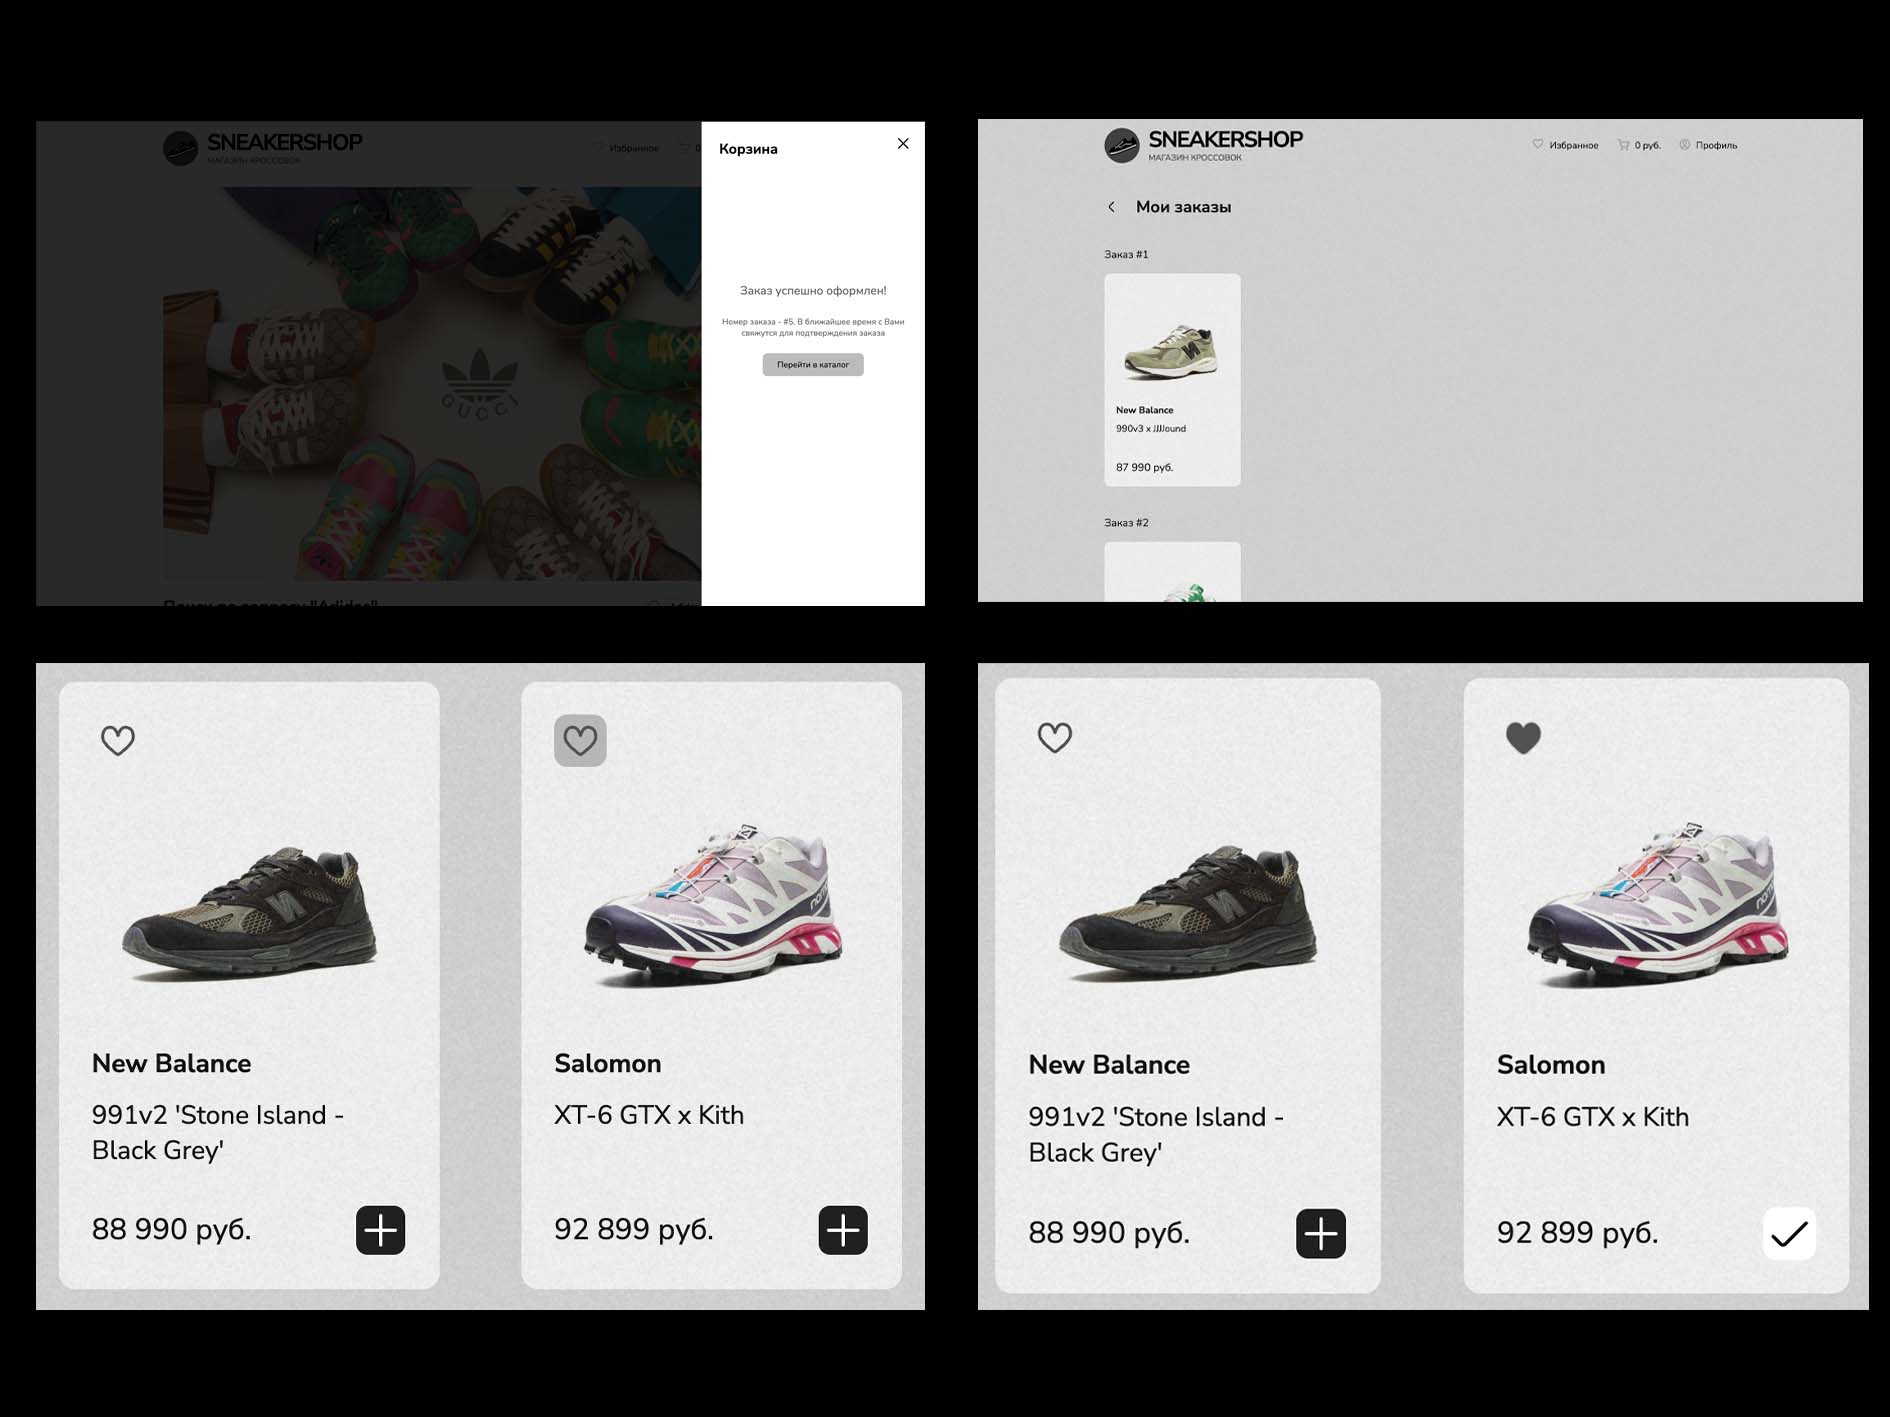 SNEAKERSHOP
МАГАЗИН КРОССОВОК
Избранное
0
GUCCI
Поиск по запросу "Adidas"
Корзина
Заказ успешно оформлен!
Номер заказа - #5. В ближайшее время с Вами
свяжутся для подтверждения заказа
Перейти в каталог
SNEAKERSHOP
МАГАЗИН КРОССОВОК
Избранное
0 руб.
Профиль
Мои заказы
Заказ #1
New Balance
990v3 x JJJJound
87 990 руб.
Заказ #2
New Balance
991v2 'Stone Island -
Black Grey'
88 990 руб.
Salomon
XT-6 GTX x Kith
92 899 руб.
New Balance
991v2 'Stone Island -
Black Grey'
88 990 руб.
Salomon
XT-6 GTX x Kith
92 899 руб.